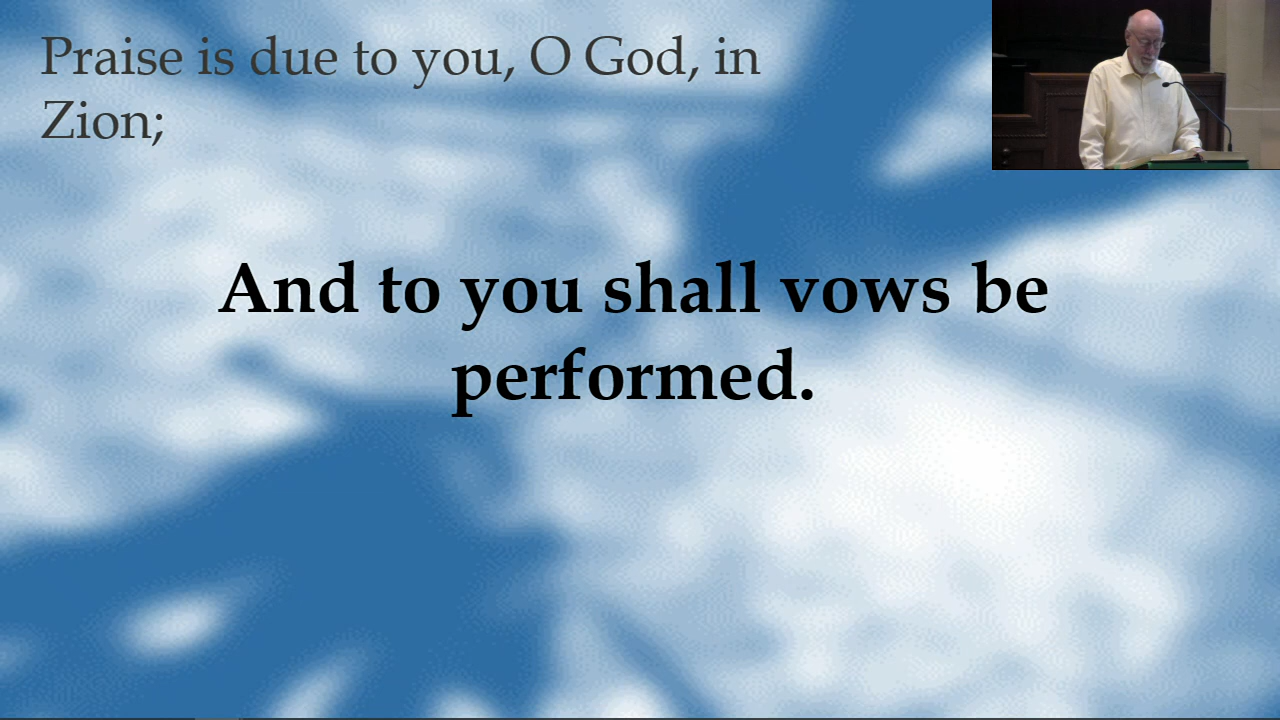 Praise is due to you, O God, in
Zion;
And to you shall vows be
performed.